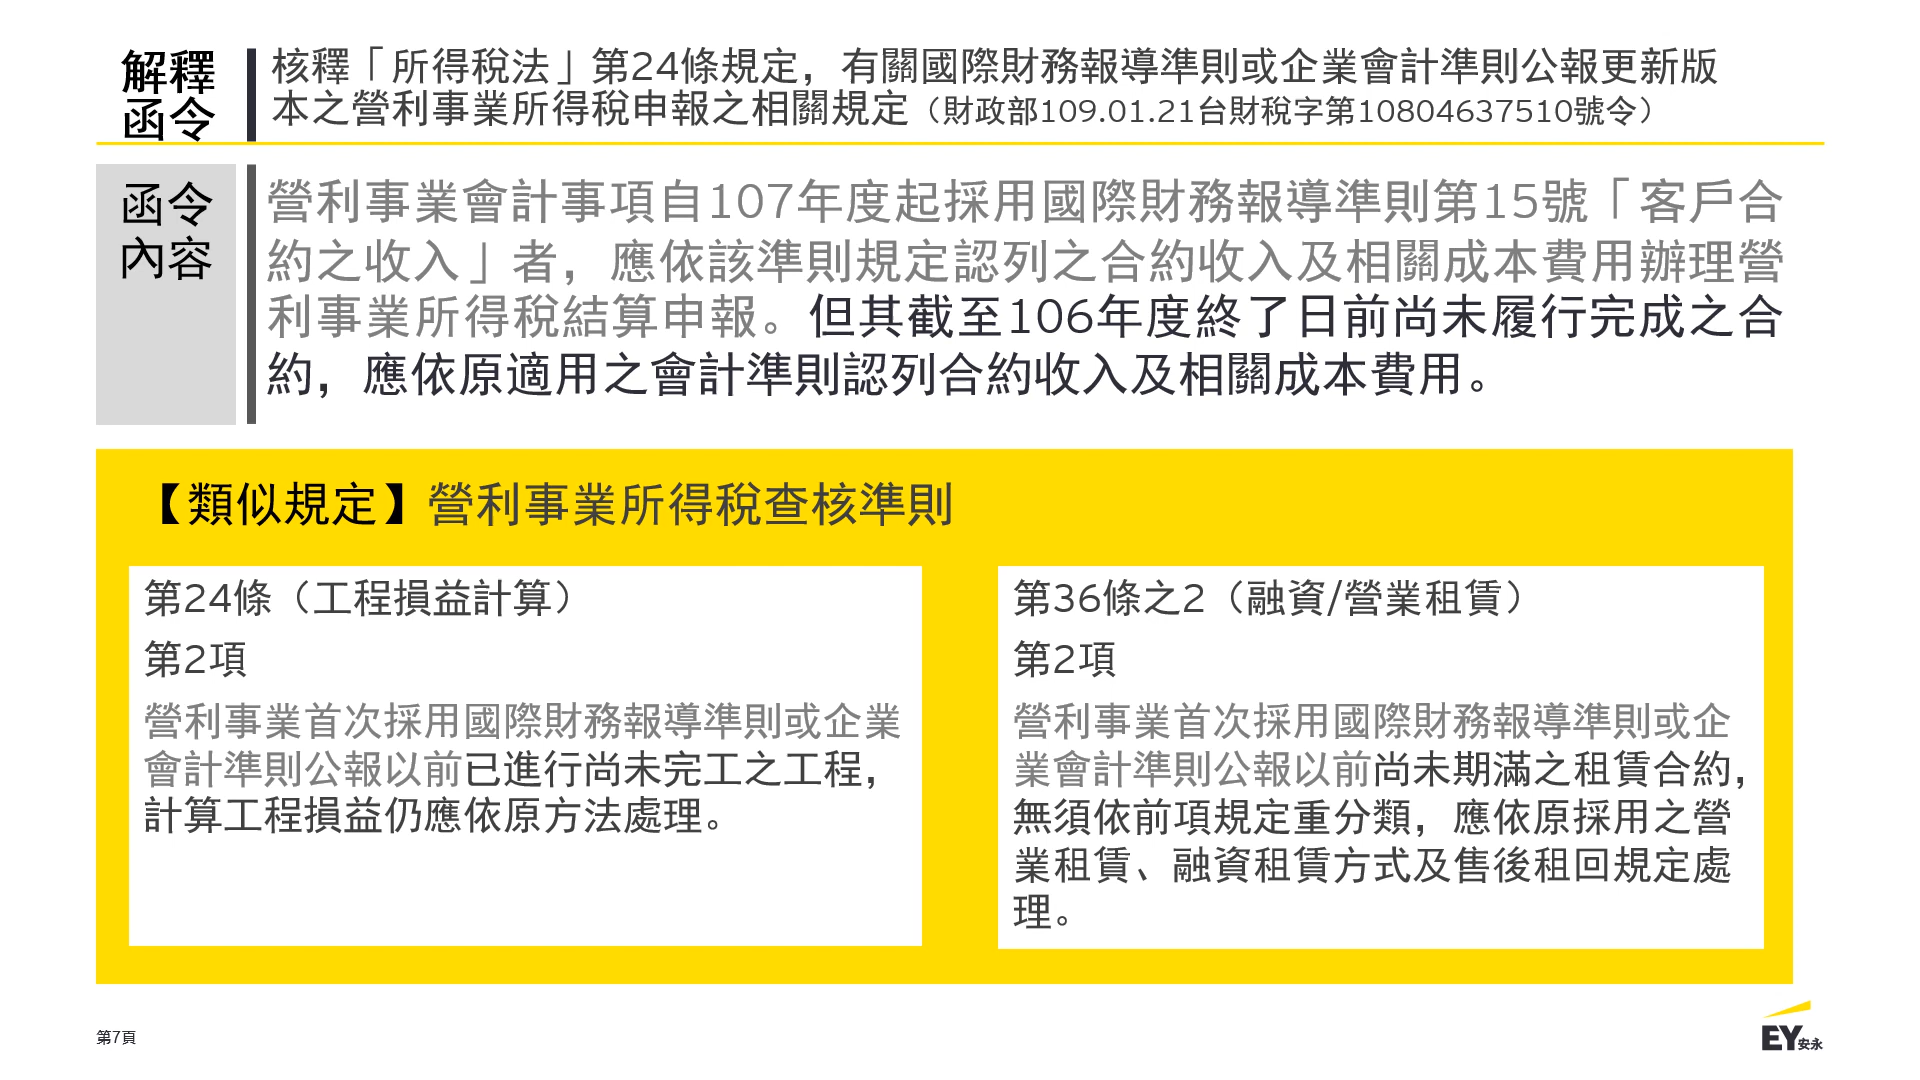 解釋
函令
核釋「所得稅法」第24條規定，有關國際財務報導準則或企業會計準則公報更新版
本之營利事業所得稅申報之相關規定（財政部109.01.21台財稅字第10804637510號令）
函令
內容
營利事業會計事項自107年度起採用國際財務報導準則第15號「客戶合
約之收入」者，應依該準則規定認列之合約收入及相關成本費用辦理營
利事業所得稅結算申報。但其截至106年度終了日前尚未履行完成之合
約，應依原適用之會計準則認列合約收入及相關成本費用。
【類似規定】營利事業所得稅查核準則
第24條（工程損益計算）
第2項
營利事業首次採用國際財務報導準則或企業
會計準則公報以前已進行尚未完工之工程，
計算工程損益仍應依原方法處理。
第36條之2（融資/營業租賃）
第2項
營利事業首次採用國際財務報導準則或企
業會計準則公報以前尚未期滿之租賃合約，
無須依前項規定重分類，應依原採用之營
業租賃、融資租賃方式及售後租回規定處
理。
第7頁
EY安永